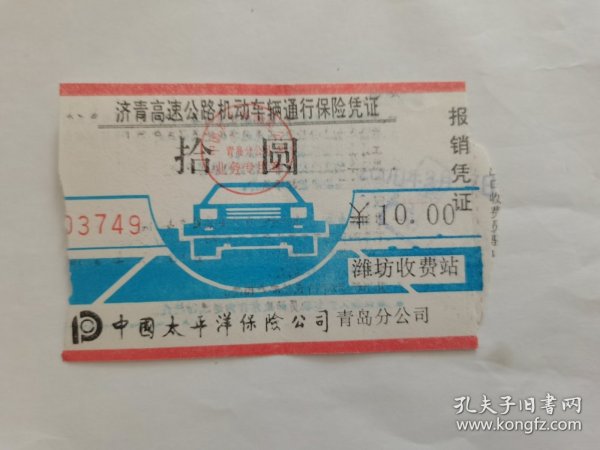 济青高速公路机动车辆通行保险凭证
拾 圆
报销凭证
03749
10.00
潍坊收费站
中国太平洋保险公司 青岛分公司
孔夫子旧书网
www.kongfz.com